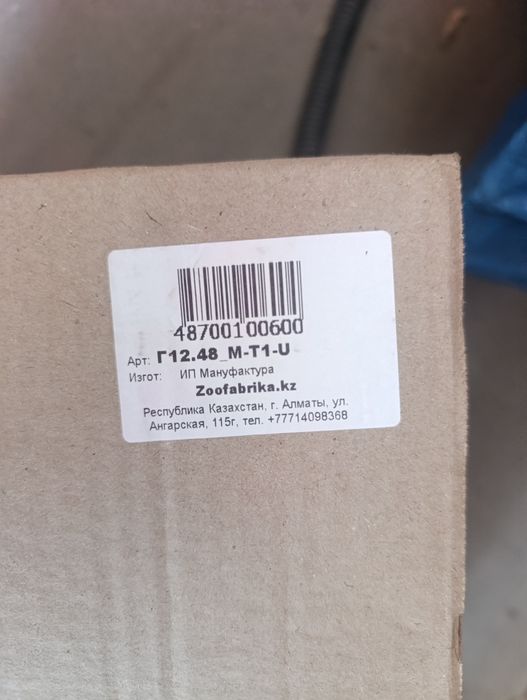 48700100600
Арт: Г12.48_М-Т1-U
Изгот: ИП Мануфактура
Zoofabrika.kz
Республика Казахстан, г. Алматы, ул.
Ангарская, 115г, тел. +77714098368